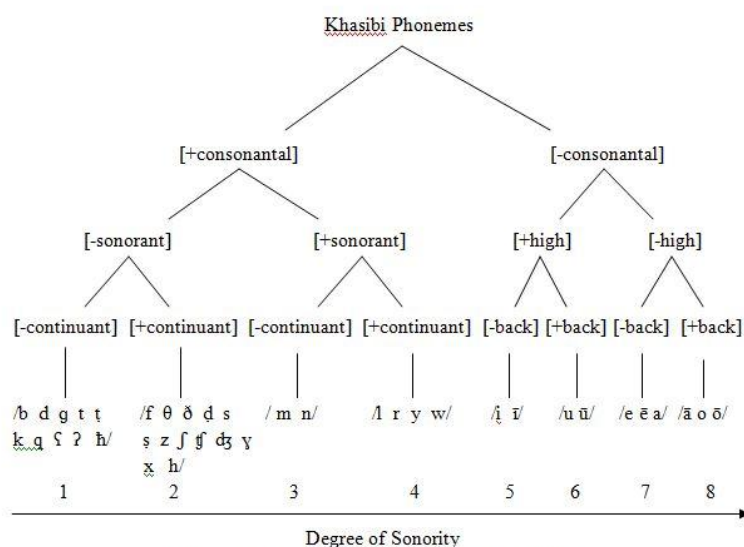 Khasibi Phonemes
[+consonantal] [-consonantal]
[-sonorant] [+sonorant] [+high] [-high]
[-continuant] [+continuant] [-continuant] [+continuant] [-back] [+back] [-back] [+back]
/b d g t ṭ /f θ ð ḍ s / m n/ /l r y w/ /i ī/ /u ū/ /e ē a/ /ā o ō/
k q ʕ ʔ ħ/ ṣ z ʃ ʧ ʤ ɣ
x h/
1 2 3 4 5 6 7 8
Degree of Sonority